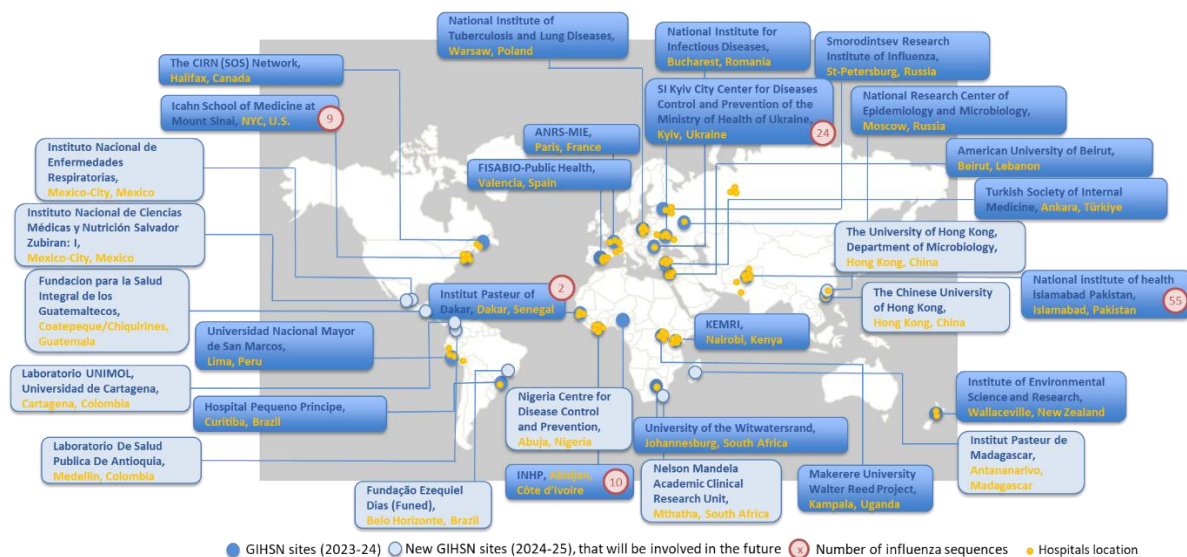 National Institute of
Tuberculosis and Lung Diseases,
Warsaw, Poland
National Institute for
Infectious Diseases,
Bucharest, Romania
Smorodintsev Research
Institute of Influenza,
St-Petersburg, Russia
The CIRN (SOS) Network,
Halifax, Canada
SI Kyiv City Center for Diseases
Control and Prevention of the
Ministry of Health of Ukraine,
Kyiv, Ukraine
24
National Research Center of
Epidemiology and Microbiology,
Moscow, Russia
Icahn School of Medicine at
Mount Sinai, NYC, U.S.
9
ANRS-MIE,
Paris, France
American University of Beirut,
Beirut, Lebanon
Instituto Nacional de
Enfermedades
Respiratorias,
Mexico-City, Mexico
FISABIO-Public Health,
Valencia, Spain
Turkish Society of Internal
Medicine, Ankara, Türkiye
Instituto Nacional de Ciencias
Médicas y Nutrición Salvador
Zubiran: I,
Mexico-City, Mexico
The University of Hong Kong,
Department of Microbiology,
Hong Kong, China
Fundacion para la Salud
Integral de los
Guatemaltecos,
Coatepeque/Chiquirines,
Guatemala
Institut Pasteur of
Dakar, Dakar, Senegal
2
The Chinese University
of Hong Kong,
Hong Kong, China
National institute of health
Islamabad Pakistan,
Islamabad, Pakistan
55
Universidad Nacional Mayor
de San Marcos,
Lima, Peru
KEMRI,
Nairobi, Kenya
Laboratorio UNIMOL,
Universidad de Cartagena,
Cartagena, Colombia
Hospital Pequeno Principe,
Curitiba, Brazil
Nigeria Centre for
Disease Control
and Prevention,
Abuja, Nigeria
University of the Witwatersrand,
Johannesburg, South Africa
Institute of Environmental
Science and Research,
Wallaceville, New Zealand
Laboratorio De Salud
Publica De Antioquia,
Medellin, Colombia
Fundação Ezequiel
Dias (Funed),
Belo Horizonte, Brazil
INHP, Abidjan,
Côte d'Ivoire
10
Nelson Mandela
Academic Clinical
Research Unit,
Mthatha, South Africa
Makerere University
Walter Reed Project,
Kampala, Uganda
Institut Pasteur de
Madagascar,
Antananarivo,
Madagascar
GIHSN sites (2023-24) New GIHSN sites (2024-25), that will be involved in the future x Number of influenza sequences Hospitals location